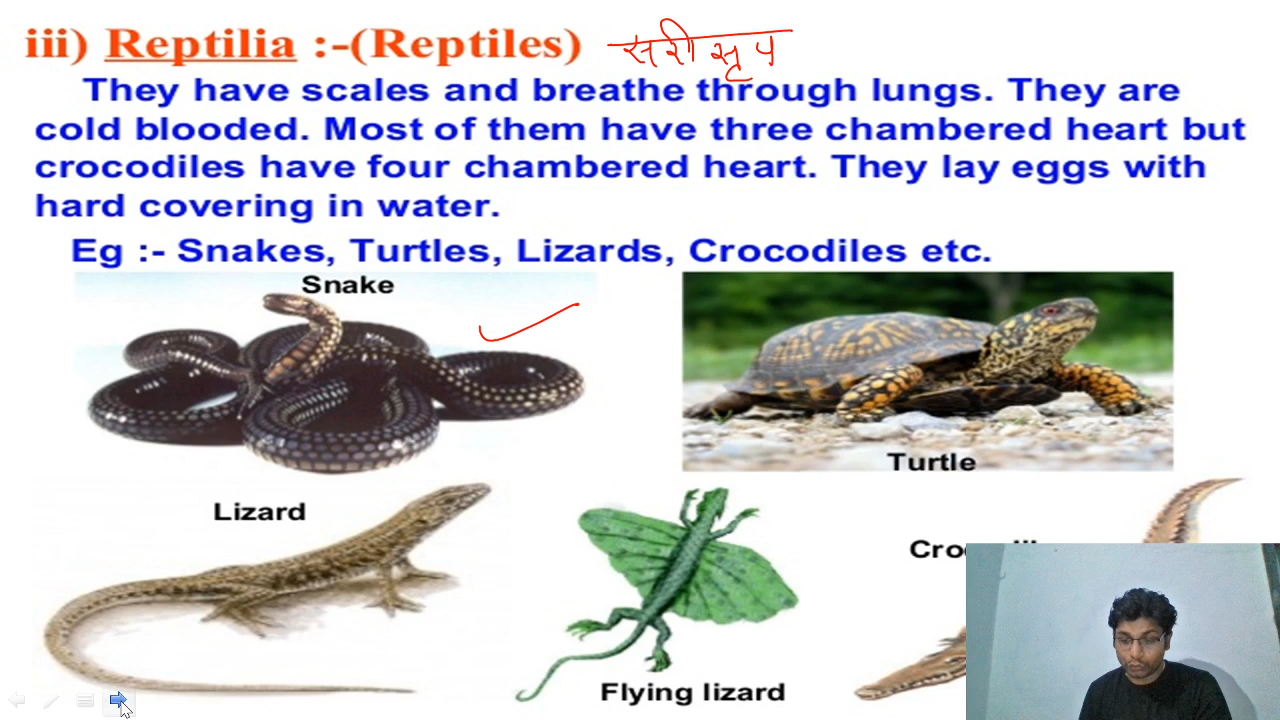 iii) Reptilia :-(Reptiles) सरीसृप
They have scales and breathe through lungs. They are
cold blooded. Most of them have three chambered heart but
crocodiles have four chambered heart. They lay eggs with
hard covering in water.
Eg :- Snakes, Turtles, Lizards, Crocodiles etc.
Snake
Turtle
Lizard
Flying lizard